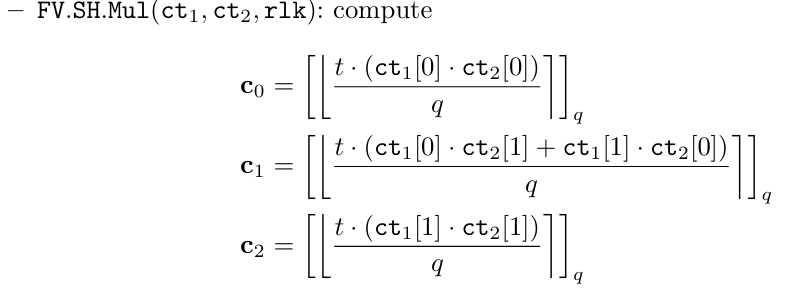 − FV.SH.Mul(ct₁, ct₂, rlk): compute
c₀ = [⌊ t · (ct₁[0] · ct₂[0]) / q ⌉]_q
c₁ = [⌊ t · (ct₁[0] · ct₂[1] + ct₁[1] · ct₂[0]) / q ⌉]_q
c₂ = [⌊ t · (ct₁[1] · ct₂[1]) / q ⌉]_q